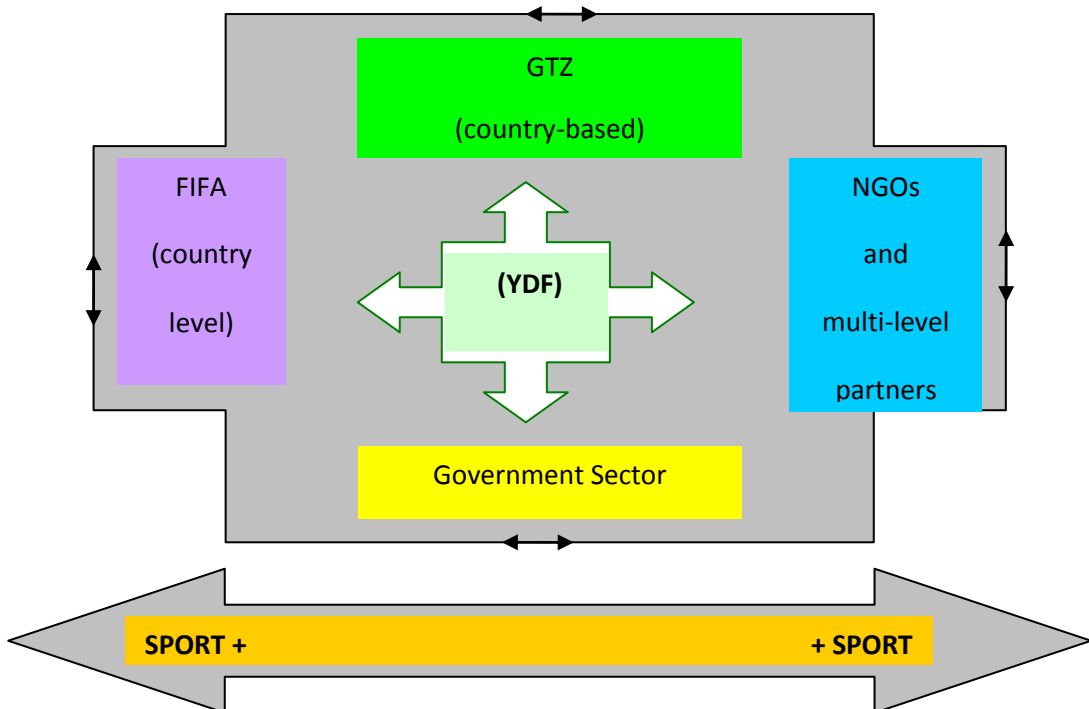 GTZ
(country-based)
FIFA
(country
level)
(YDF)
NGOs
and
multi-level
partners
Government Sector
SPORT +
+ SPORT